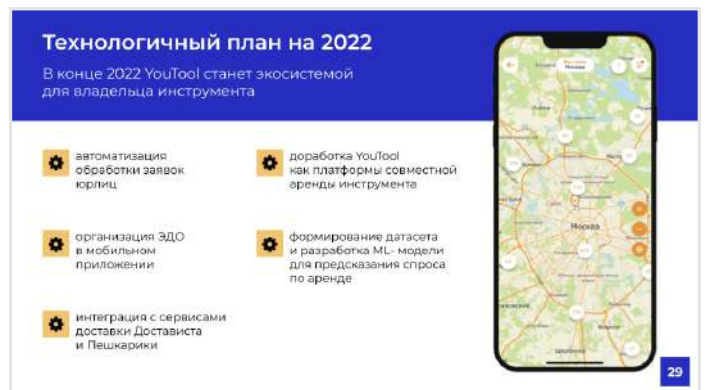 Технологичный план на 2022
В конце 2022 YouTool станет экосистемой
для владельца инструмента
автоматизация
обработки заявок
юрлиц
организация ЭДО
в мобильном
приложении
интеграция с сервисами
доставки Достависта
и Пешкарики
доработка YouTool
как платформы совместной
аренды инструмента
формирование датасета
и разработка ML- модели
для предсказания спроса
по аренде
Москва
Москва
29